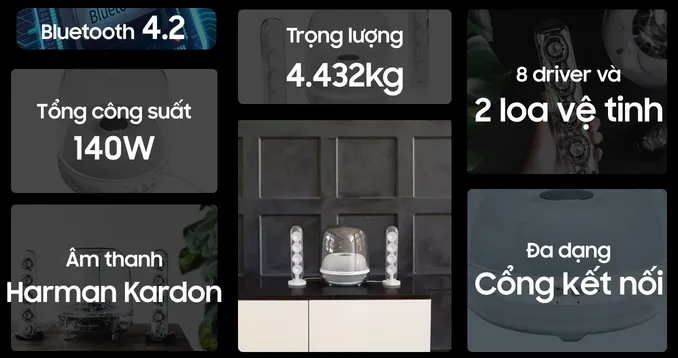 Bluetooth 4.2
Tổng công suất
140W
Âm thanh
Harman Kardon
Trọng lượng
4.432kg
8 driver và
2 loa vệ tinh
Đa dạng
Cổng kết nối